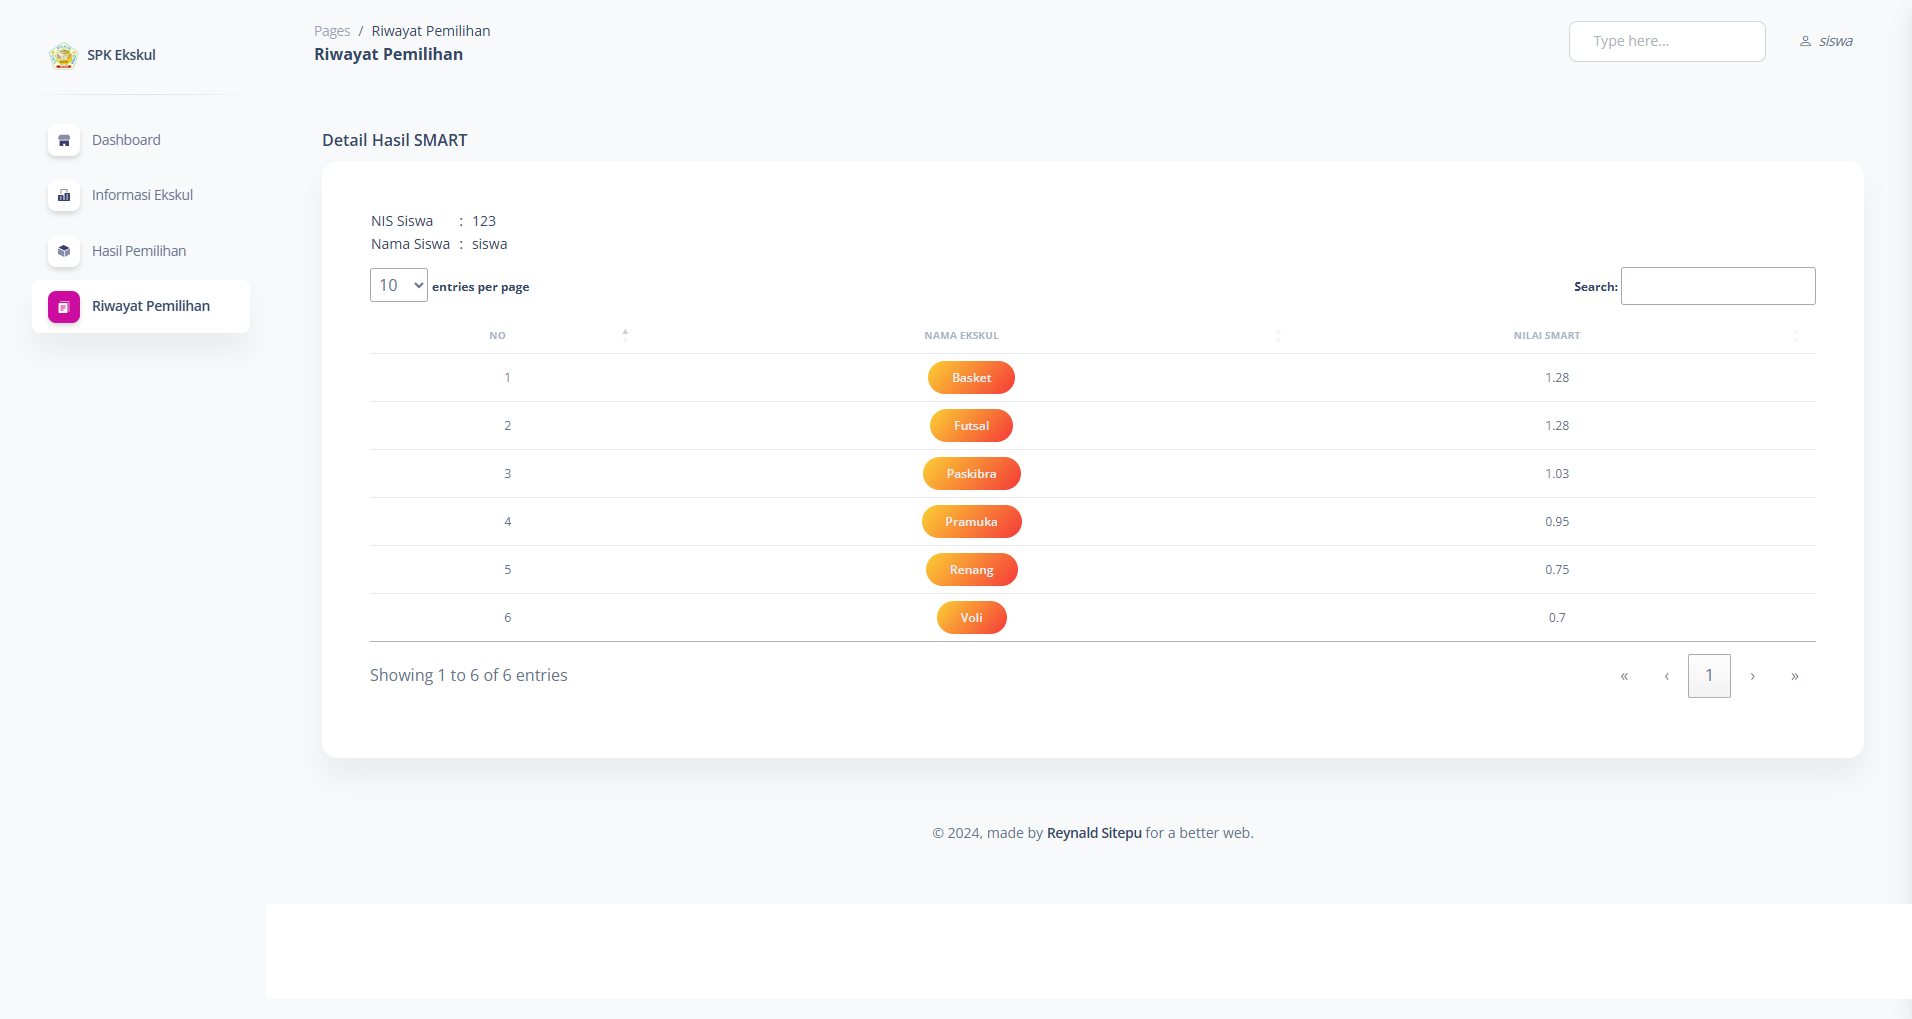 SPK Ekskul
Dashboard
Informasi Ekskul
Hasil Pemilihan
Riwayat Pemilihan
Pages / Riwayat Pemilihan
Riwayat Pemilihan
Type here...
siswa
Detail Hasil SMART
NIS Siswa : 123
Nama Siswa : siswa
10 entries per page
Search:
NO NAMA EKSKUL NILAI SMART
1 Basket 1.28
2 Futsal 1.28
3 Paskibra 1.03
4 Pramuka 0.95
5 Renang 0.75
6 Voli 0.7
Showing 1 to 6 of 6 entries
« ‹ 1 › »
© 2024, made by Reynald Sitepu for a better web.